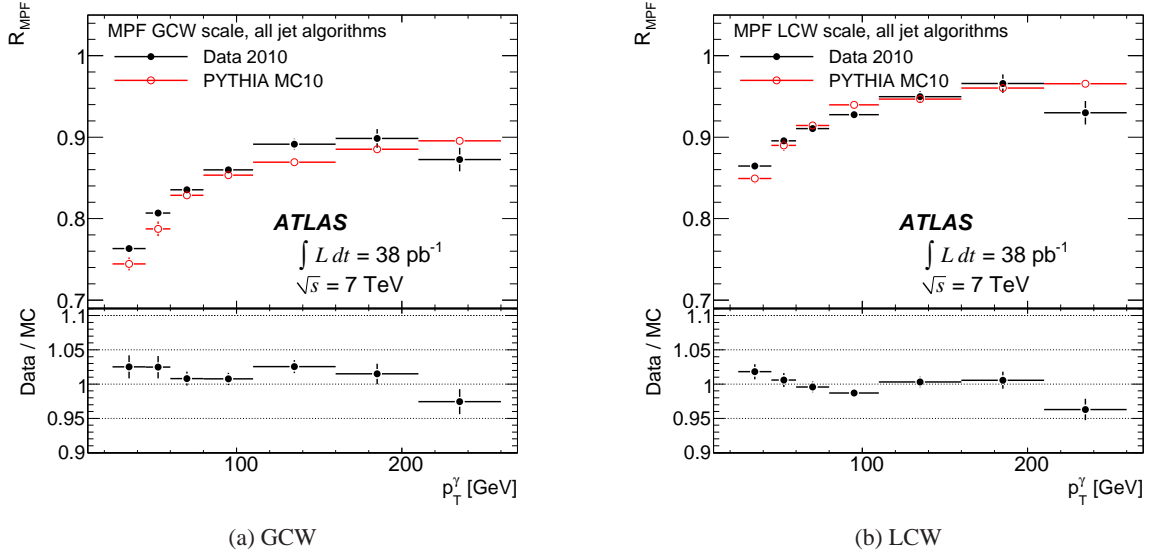 R_MPF
MPF GCW scale, all jet algorithms
Data 2010
PYTHIA MC10
1
0.9
0.8
0.7
ATLAS
∫ L dt = 38 pb⁻¹
√s = 7 TeV
Data / MC
1.1
1.05
1
0.95
0.9
100
200
p_T^γ [GeV]
(a) GCW
R_MPF
MPF LCW scale, all jet algorithms
Data 2010
PYTHIA MC10
1
0.9
0.8
0.7
ATLAS
∫ L dt = 38 pb⁻¹
√s = 7 TeV
Data / MC
1.1
1.05
1
0.95
0.9
100
200
p_T^γ [GeV]
(b) LCW